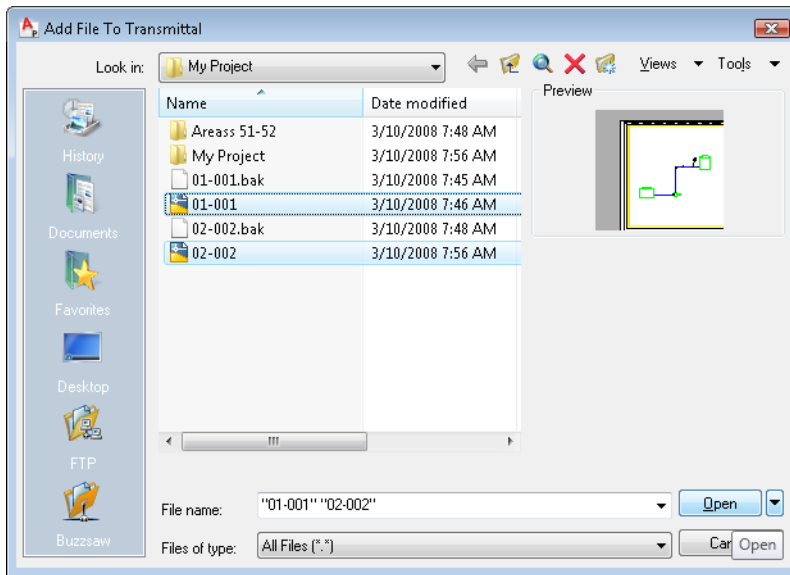 Add File To Transmittal
Look in: My Project Views Tools
Name Date modified Preview
Areass 51-52 3/10/2008 7:48 AM
My Project 3/10/2008 7:56 AM
01-001.bak 3/10/2008 7:45 AM
01-001 3/10/2008 7:46 AM
02-002.bak 3/10/2008 7:48 AM
02-002 3/10/2008 7:56 AM
History
Documents
Favorites
Desktop
FTP
Buzzsaw
File name: "01-001" "02-002" Open
Files of type: All Files (*.*) Car Open